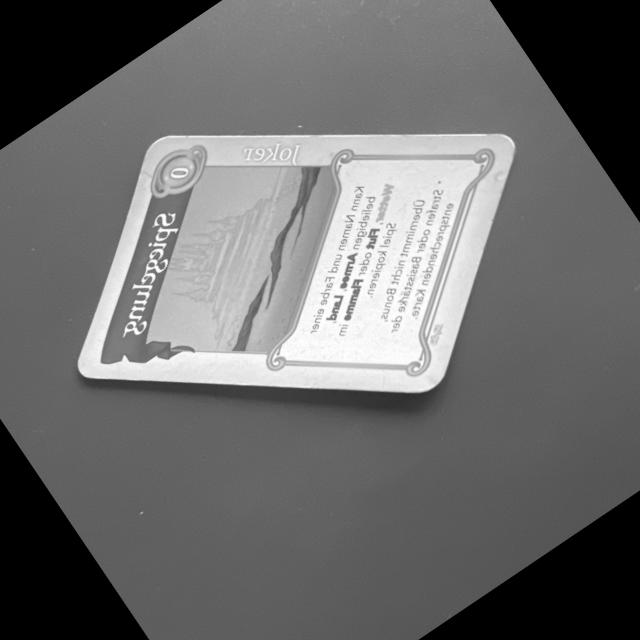 0
Spiegelung
Joker
Kann Namen und Farbe einer
beliebigen Armee, Land,
Wetter, Flut oder Flamme im
Spiel kopieren.
• Übernimmt nicht Bonus,
Strafen oder Basisstärke der
entsprechenden Karte.